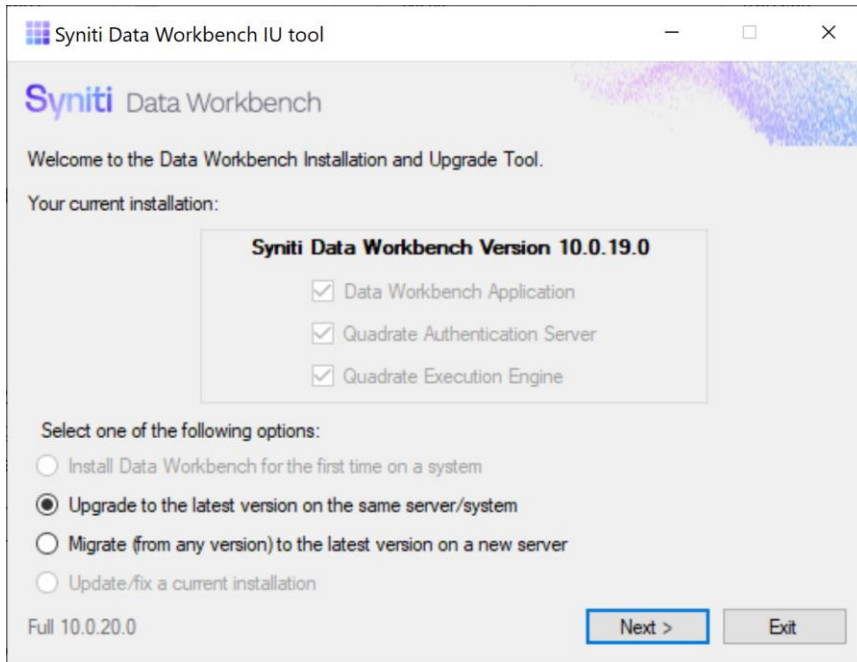 Syniti Data Workbench IU tool
Syniti Data Workbench
Welcome to the Data Workbench Installation and Upgrade Tool.
Your current installation:
Syniti Data Workbench Version 10.0.19.0
Data Workbench Application
Quadrate Authentication Server
Quadrate Execution Engine
Select one of the following options:
Install Data Workbench for the first time on a system
Upgrade to the latest version on the same server/system
Migrate (from any version) to the latest version on a new server
Update/fix a current installation
Full 10.0.20.0
Next >
Exit